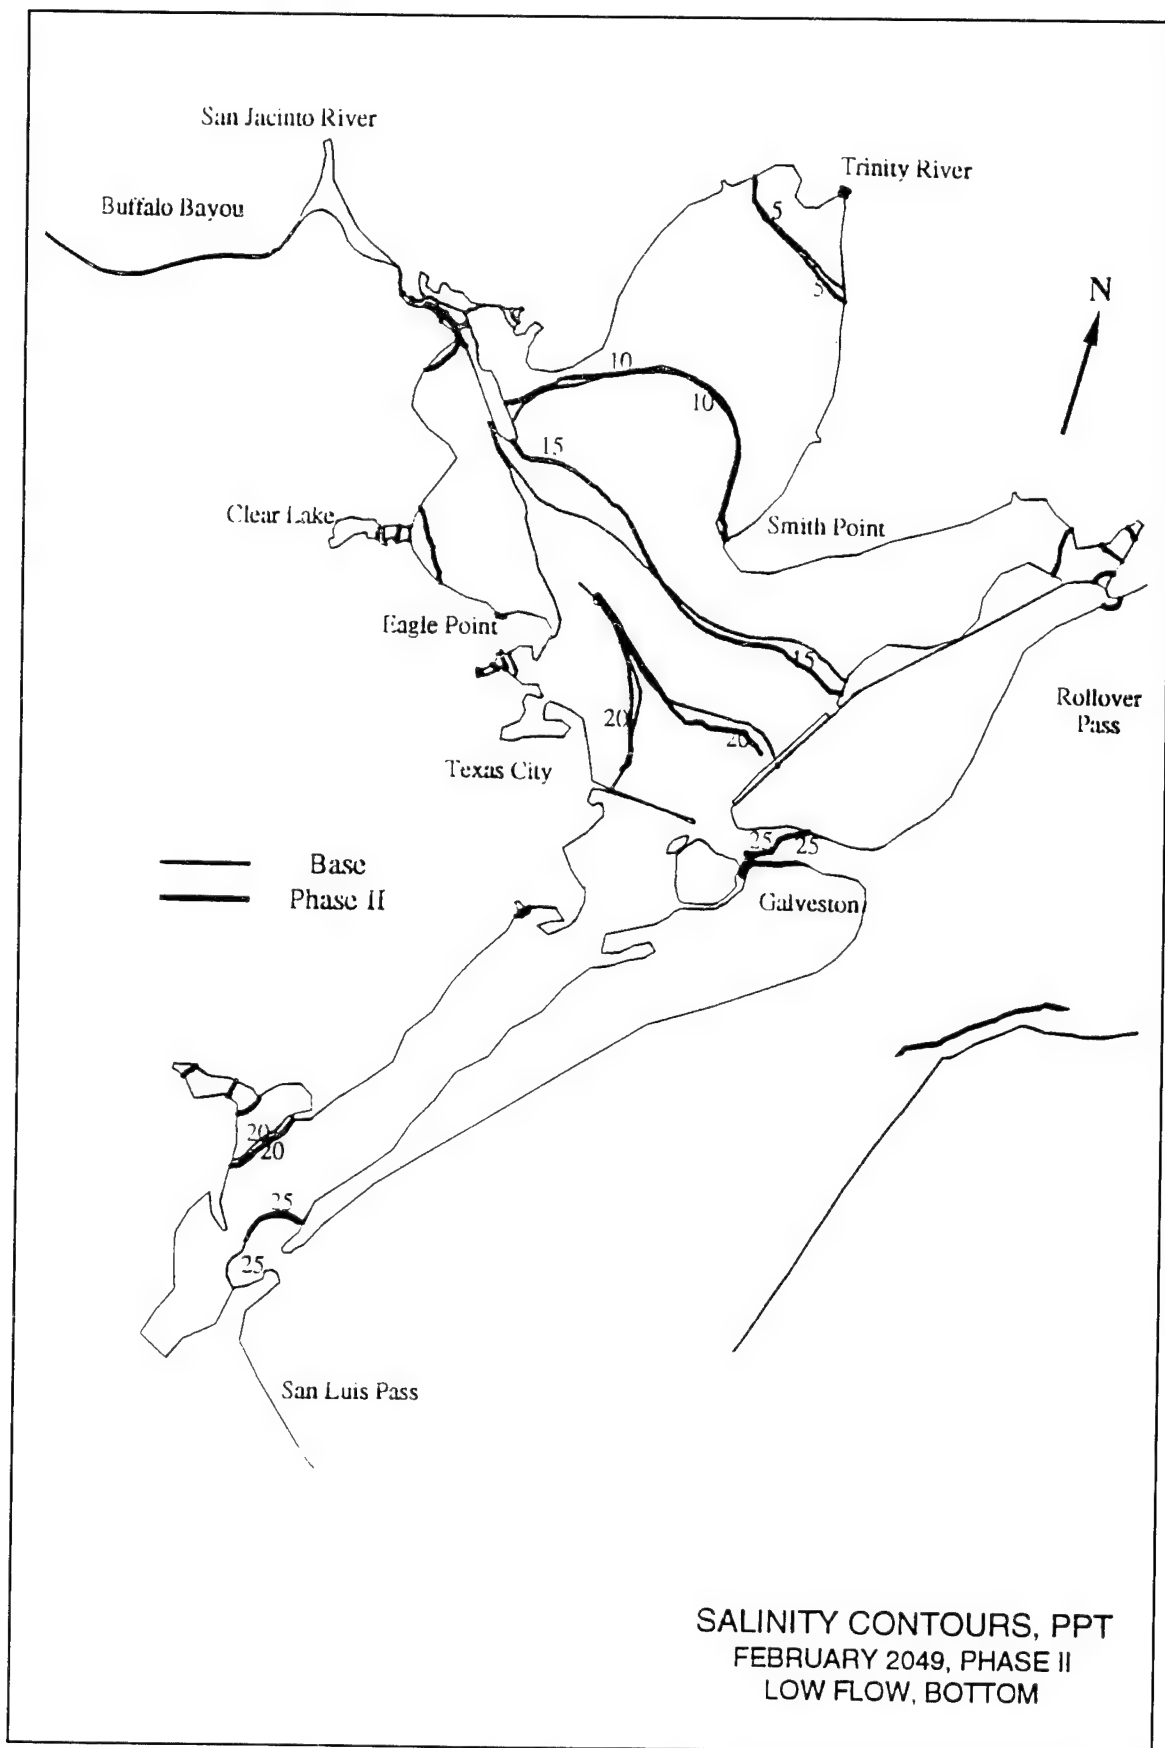 San Jacinto River
Trinity River
Buffalo Bayou
5
5
N
10
10
15
Clear Lake
Smith Point
Eagle Point
15
Rollover
Pass
20
20
Texas City
25
25
Base
Phase II
Galveston
20
20
25
25
San Luis Pass
SALINITY CONTOURS, PPT
FEBRUARY 2049, PHASE II
LOW FLOW, BOTTOM